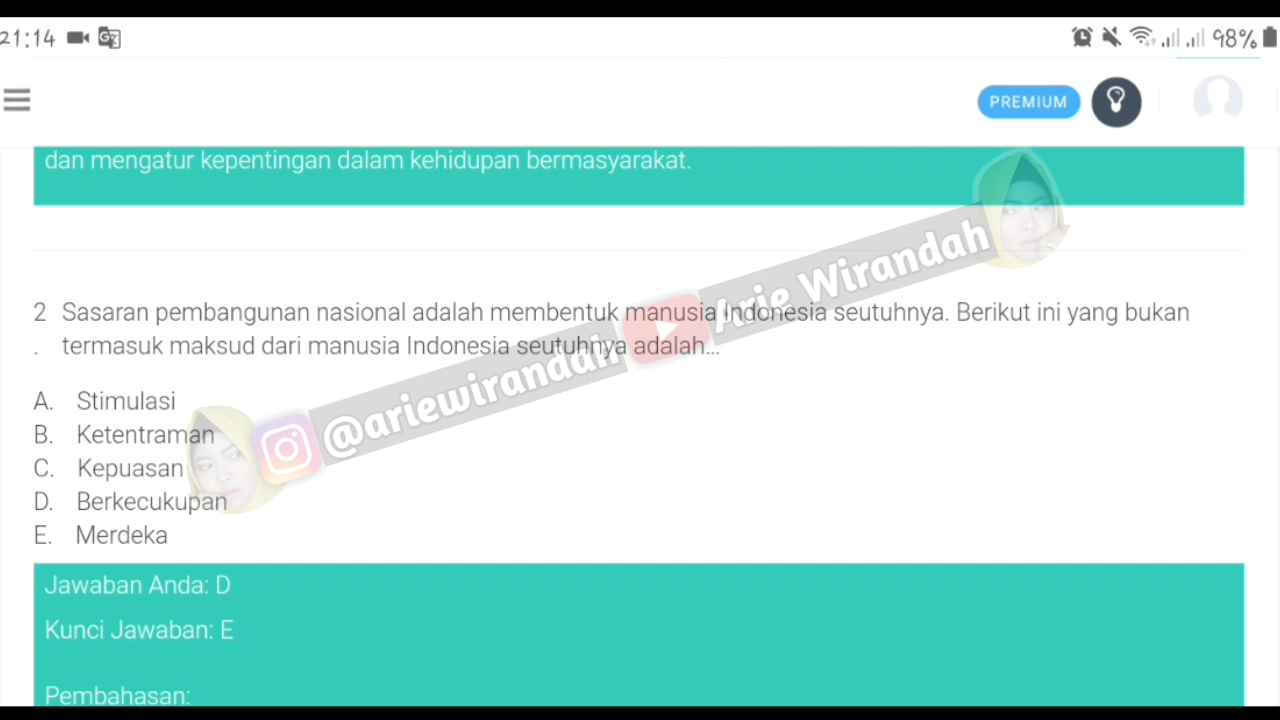 21:14
98%
PREMIUM
dan mengatur kepentingan dalam kehidupan bermasyarakat.
2 Sasaran pembangunan nasional adalah membentuk manusia Indonesia seutuhnya. Berikut ini yang bukan
. termasuk maksud dari manusia Indonesia seutuhnya adalah...
A. Stimulasi
B. Ketentraman
C. Kepuasan
D. Berkecukupan
E. Merdeka
@ariewirandah Arie Wirandah
Jawaban Anda: D
Kunci Jawaban: E
Pembahasan: